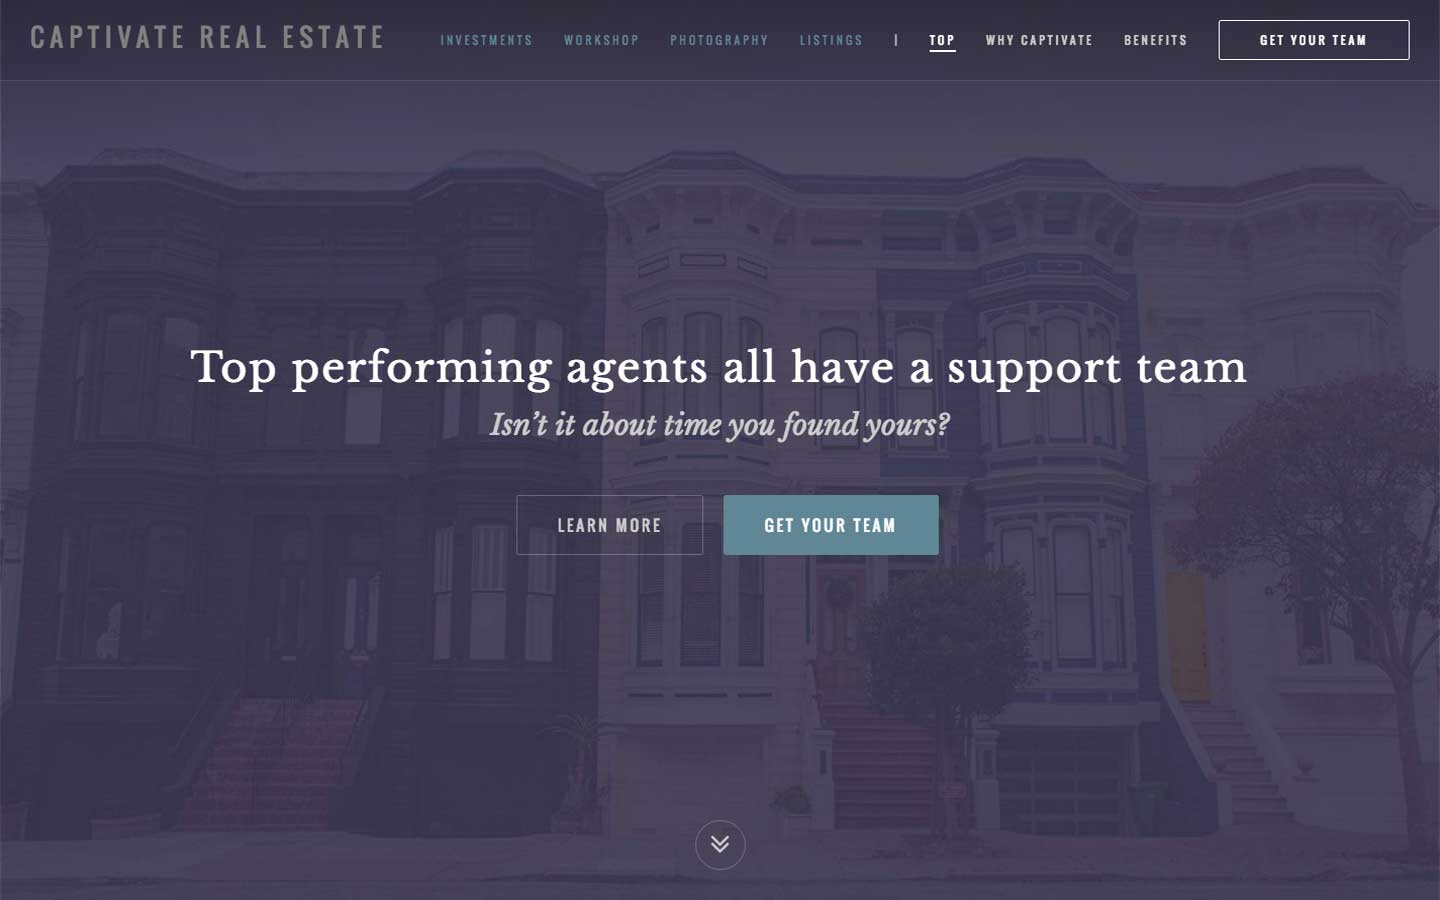 CAPTIVATE REAL ESTATE
INVESTMENTS WORKSHOP PHOTOGRAPHY LISTINGS | TOP WHY CAPTIVATE BENEFITS GET YOUR TEAM
Top performing agents all have a support team
Isn’t it about time you found yours?
LEARN MORE GET YOUR TEAM